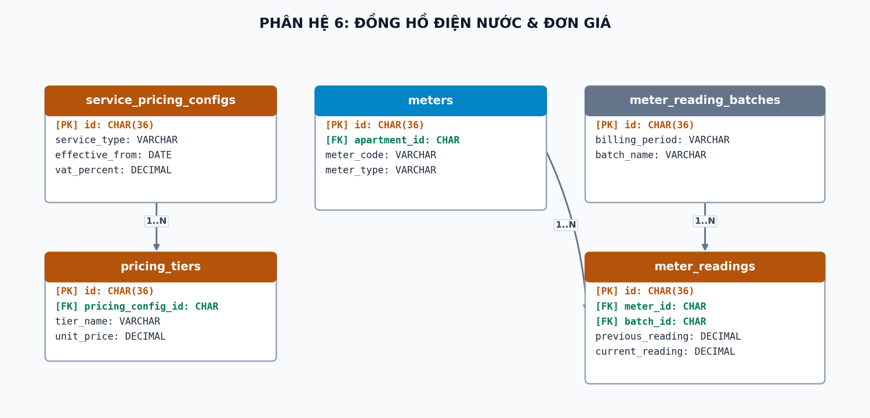 PHÂN HỆ 6: ĐỒNG HỒ ĐIỆN NƯỚC & ĐƠN GIÁ
service_pricing_configs
[PK] id: CHAR(36)
service_type: VARCHAR
effective_from: DATE
vat_percent: DECIMAL
meters
[PK] id: CHAR(36)
[FK] apartment_id: CHAR
meter_code: VARCHAR
meter_type: VARCHAR
meter_reading_batches
[PK] id: CHAR(36)
billing_period: VARCHAR
batch_name: VARCHAR
1..N
1..N
1..N
pricing_tiers
[PK] id: CHAR(36)
[FK] pricing_config_id: CHAR
tier_name: VARCHAR
unit_price: DECIMAL
meter_readings
[PK] id: CHAR(36)
[FK] meter_id: CHAR
[FK] batch_id: CHAR
previous_reading: DECIMAL
current_reading: DECIMAL